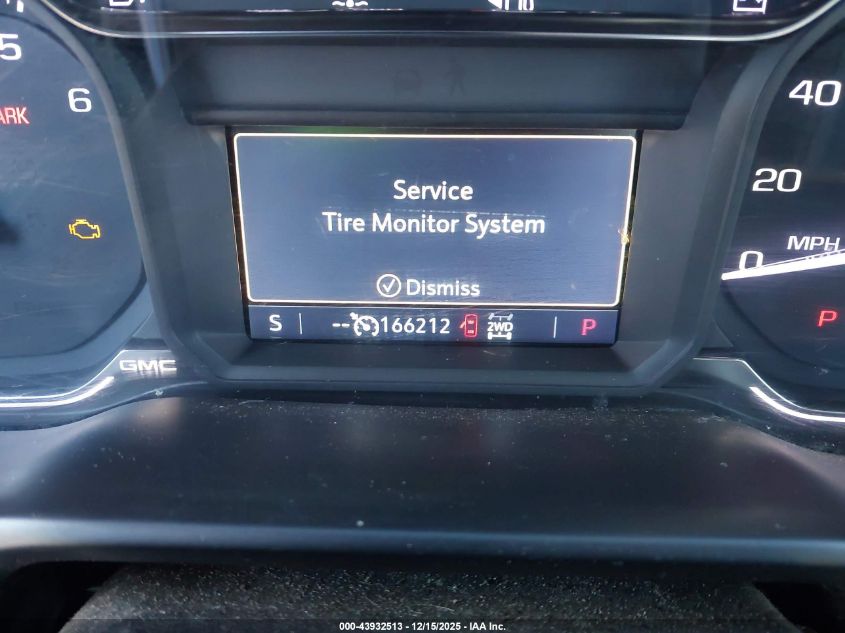 5
6
ARK
Service
Tire Monitor System
Dismiss
S
--
166212
2WD
P
GMC
40
20
0
MPH
P
000-43932513 - 12/15/2025 - IAA Inc.